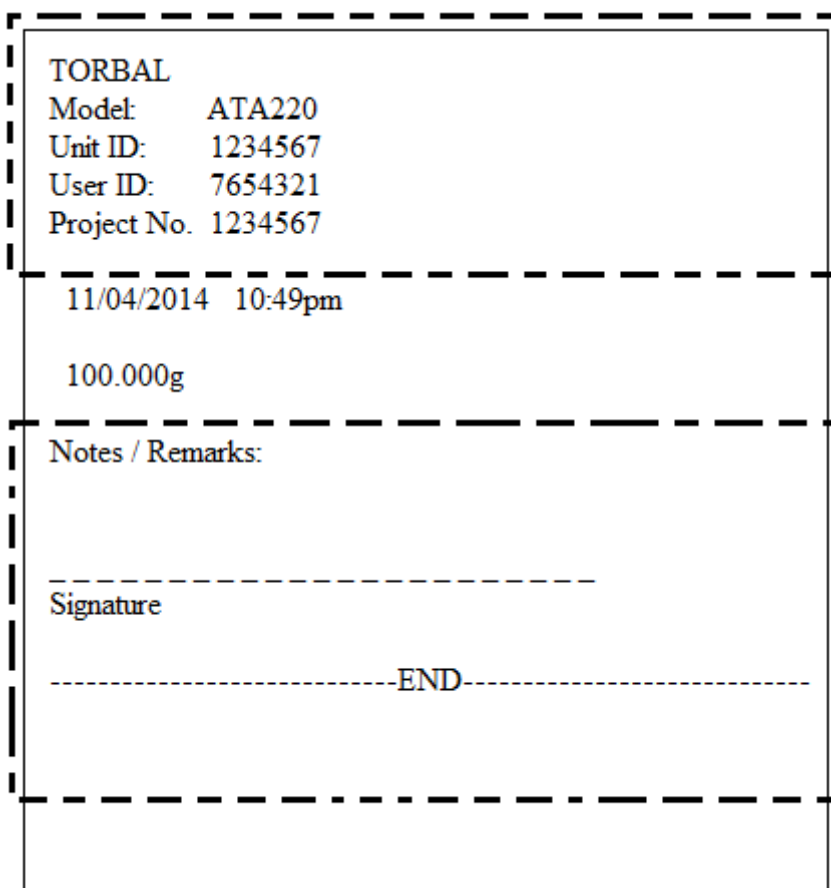 TORBAL
Model: ATA220
Unit ID: 1234567
User ID: 7654321
Project No. 1234567
11/04/2014 10:49pm
100.000g
Notes / Remarks:
_ _ _ _ _ _ _ _ _ _ _ _ _ _ _ _ _ _ _ _ _ _ _
Signature
-----------------------------END-----------------------------